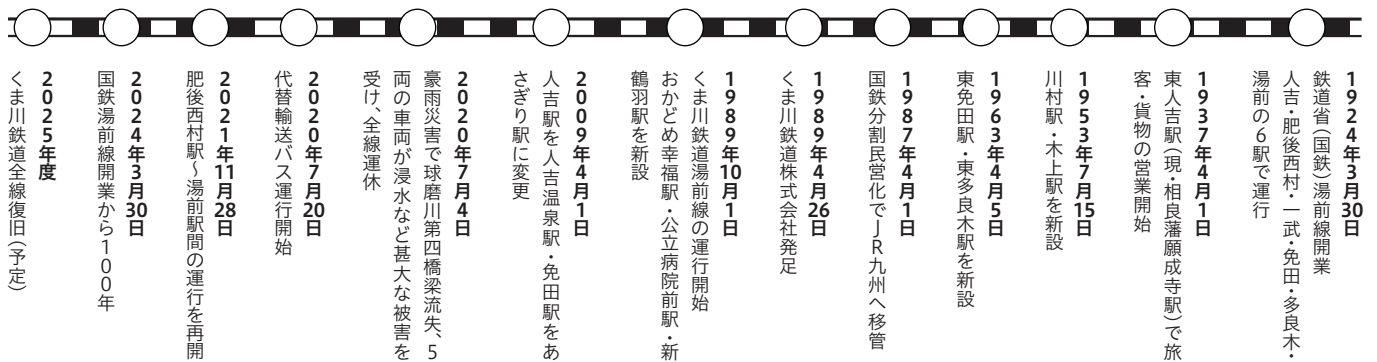 1924年3月30日
鉄道省(国鉄)湯前線開業
人吉・肥後西村・一武・免田・多良木・
湯前の6駅で運行
1937年4月1日
東人吉駅(現・相良藩願成寺駅)で旅
客・貨物の営業開始
1953年7月15日
川村駅・木上駅を新設
1963年4月5日
東免田駅・東多良木駅を新設
1987年4月1日
国鉄分割民営化でJR九州へ移管
1989年4月26日
くま川鉄道株式会社発足
1989年10月1日
くま川鉄道湯前線の運行開始
おかどめ幸福駅・公立病院前駅・新
鶴羽駅を新設
2009年4月1日
人吉駅を人吉温泉駅・免田駅をあ
さぎり駅に変更
2020年7月4日
豪雨災害で球磨川第四橋梁流失、5
両の車両が浸水など甚大な被害を
受け、全線運休
2020年7月20日
代替輸送バス運行開始
2021年11月28日
肥後西村駅~湯前駅間の運行を再開
2024年3月30日
国鉄湯前線開業から100年
2025年度
くま川鉄道全線復旧(予定)